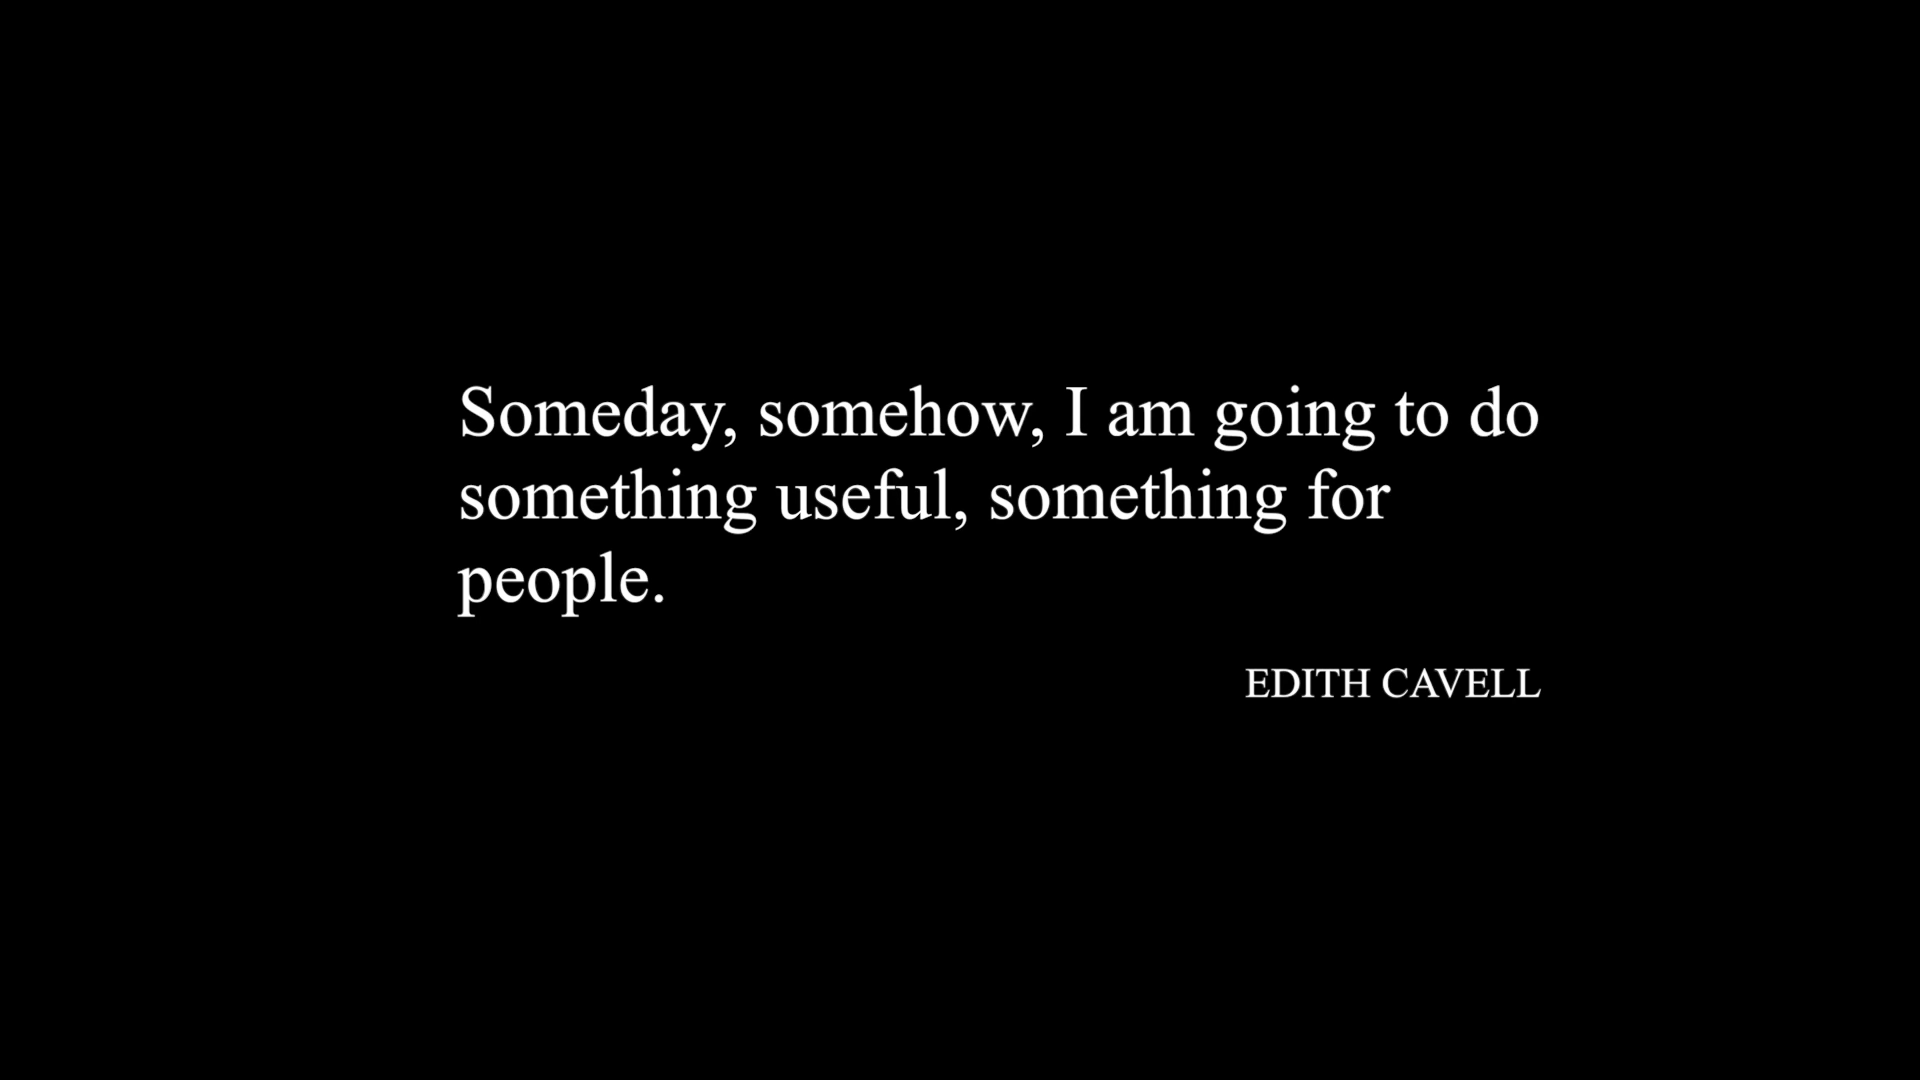 Someday, somehow, I am going to do
something useful, something for
people.
EDITH CAVELL